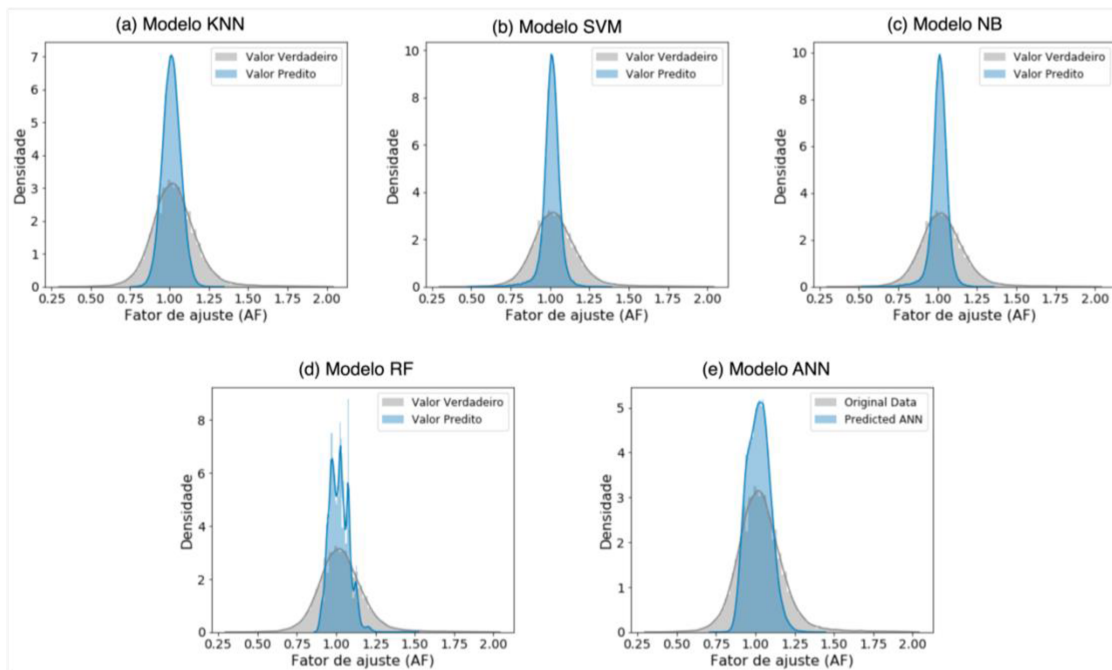 (a) Modelo KNN
Valor Verdadeiro
Valor Predito
Densidade
7
6
5
4
3
2
1
0
0.25 0.50 0.75 1.00 1.25 1.50 1.75 2.00
Fator de ajuste (AF)
(b) Modelo SVM
Valor Verdadeiro
Valor Predito
Densidade
10
8
6
4
2
0
0.25 0.50 0.75 1.00 1.25 1.50 1.75 2.00
Fator de ajuste (AF)
(c) Modelo NB
Valor Verdadeiro
Valor Predito
Densidade
10
8
6
4
2
0
0.25 0.50 0.75 1.00 1.25 1.50 1.75 2.00
Fator de ajuste (AF)
(d) Modelo RF
Valor Verdadeiro
Valor Predito
Densidade
8
6
4
2
0
0.25 0.50 0.75 1.00 1.25 1.50 1.75 2.00
Fator de ajuste (AF)
(e) Modelo ANN
Original Data
Predicted ANN
Densidade
5
4
3
2
1
0
0.25 0.50 0.75 1.00 1.25 1.50 1.75 2.00
Fator de ajuste (AF)